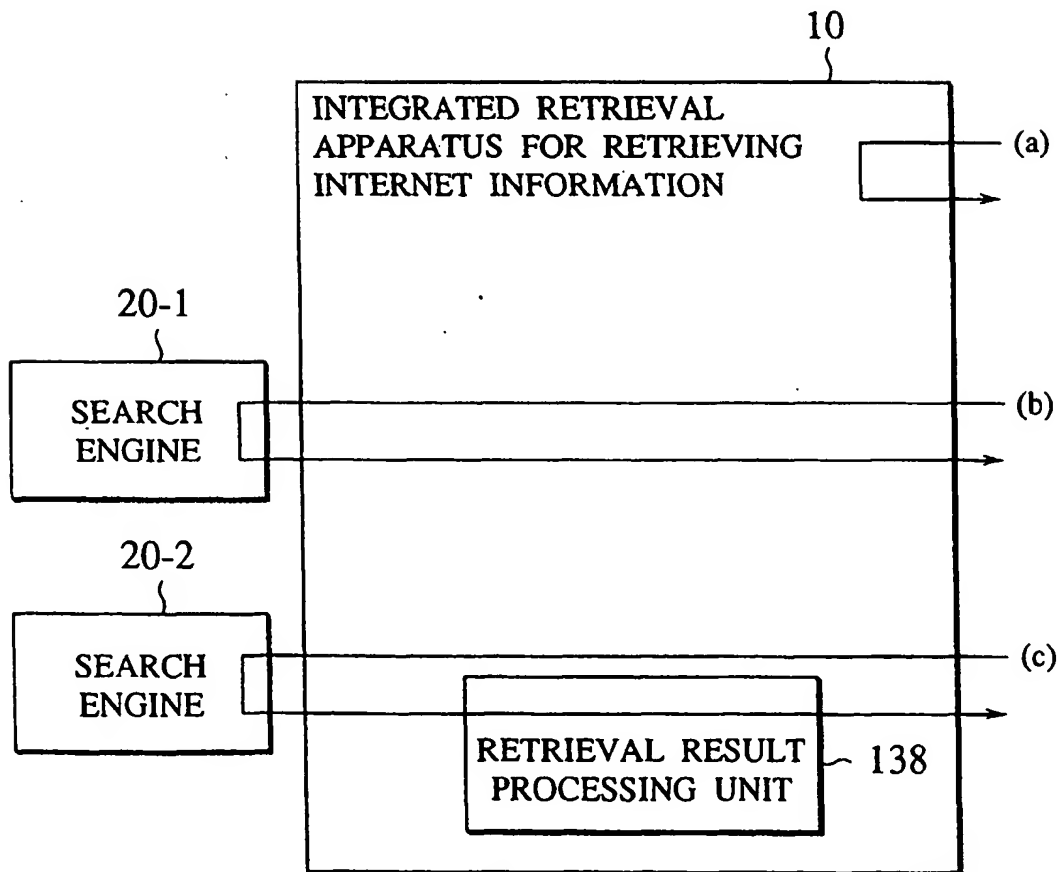 10
INTEGRATED RETRIEVAL
APPARATUS FOR RETRIEVING
INTERNET INFORMATION
(a)
20-1
SEARCH
ENGINE
(b)
20-2
SEARCH
ENGINE
(c)
RETRIEVAL RESULT
PROCESSING UNIT
138